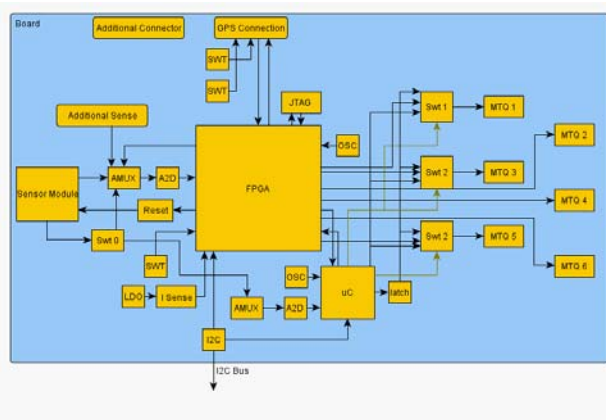 Board
Additional Connector
GPS Connection
SWT
SWT
JTAG
Additional Sense
OSC
Swt 1
MTQ 1
MTQ 2
Sensor Module
AMUX
A2D
FPGA
Swt 2
MTQ 3
MTQ 4
Reset
Swt 0
SWT
Swt 2
MTQ 5
MTQ 6
OSC
uC
latch
LDO
I Sense
AMUX
A2D
I2C
I2C Bus